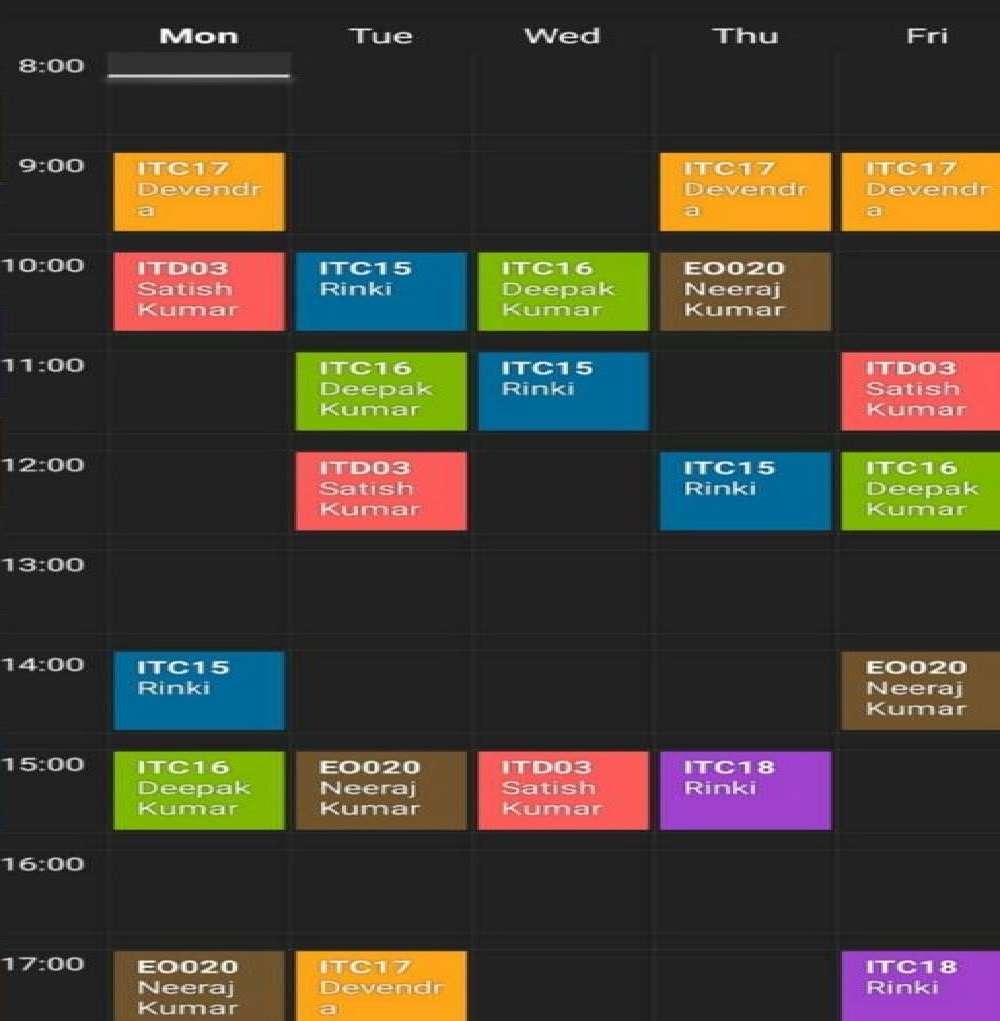 Mon Tue Wed Thu Fri
8:00
9:00
ITC17 ITC17 ITC17
Devendr Devendr Devendr
a a a
10:00
ITD03 ITC15 ITC16 EO020
Satish Rinki Deepak Neeraj
Kumar Kumar Kumar
11:00
ITC16 ITC15 ITD03
Deepak Rinki Satish
Kumar Kumar
12:00
ITD03 ITC15 ITC16
Satish Rinki Deepak
Kumar Kumar
13:00
14:00
ITC15 EO020
Rinki Neeraj
Kumar
15:00
ITC16 EO020 ITD03 ITC18
Deepak Neeraj Satish Rinki
Kumar Kumar Kumar
16:00
17:00
EO020 ITC17 ITC18
Neeraj Devendr Rinki
Kumar a